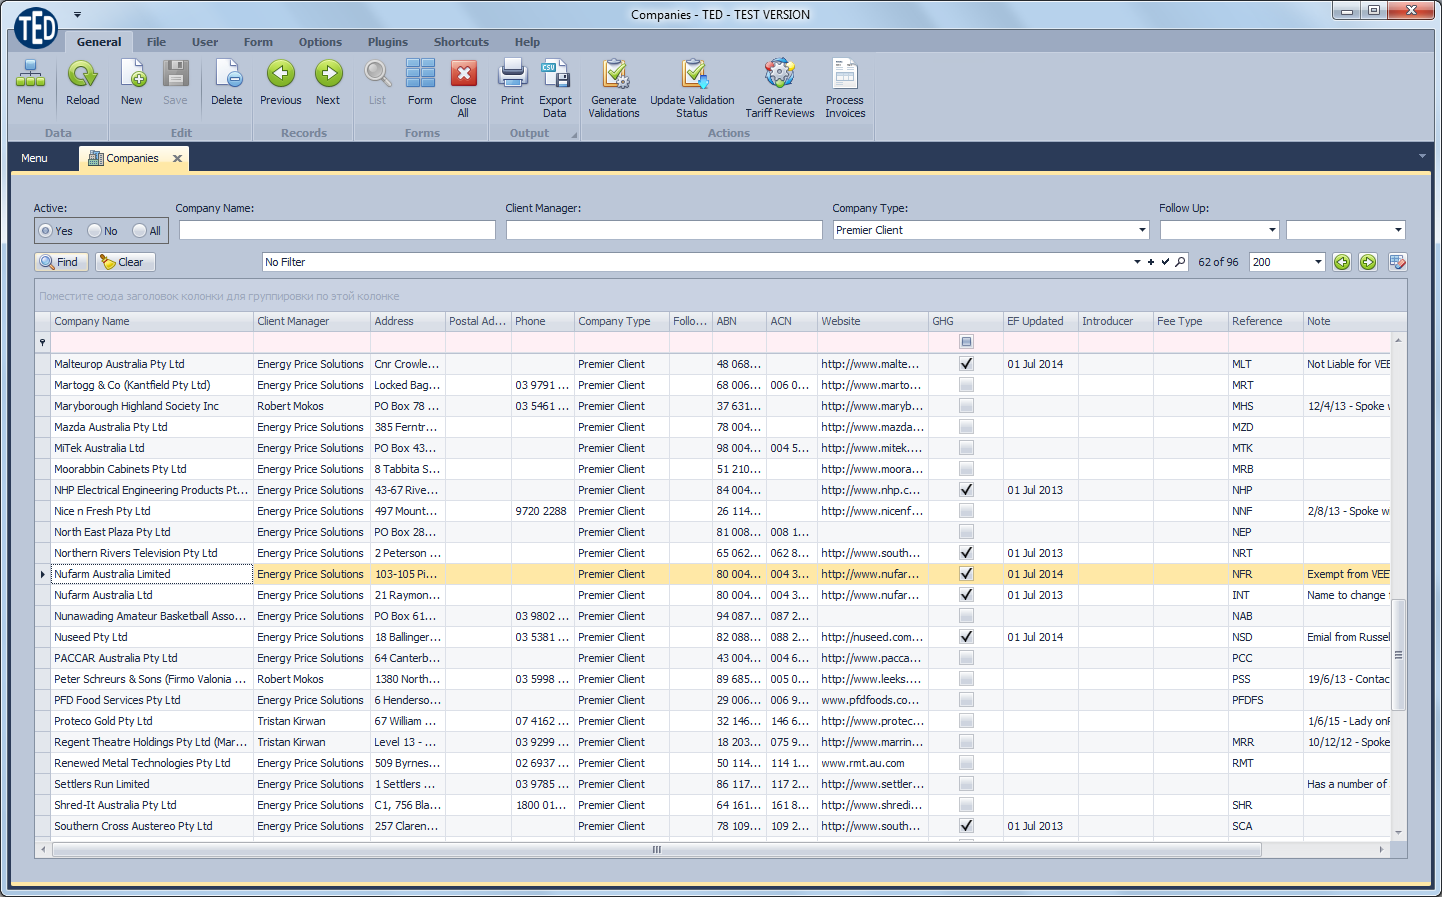 Companies - TED - TEST VERSION
TED
General File User Form Options Plugins Shortcuts Help
Menu Reload New Save Delete Previous Next List Form Close All Print Export Data Generate Validations Update Validation Status Generate Tariff Reviews Process Invoices
Data Edit Records Forms Output Actions
Menu Companies
Active: Company Name: Client Manager: Company Type: Follow Up:
Yes No All Premier Client
Find Clear No Filter 62 of 96 200
Поместите сюда заголовок колонки для группировки по этой колонке
Company Name Client Manager Address Postal Ad... Phone Company Type Follo... ABN ACN Website GHG EF Updated Introducer Fee Type Reference Note
Malteurop Australia Pty Ltd Energy Price Solutions Cnr Crowle... Premier Client 48 068... http://www.malte... 01 Jul 2014 MLT Not Liable for VEE
Martogg & Co (Kantfield Pty Ltd) Energy Price Solutions Locked Bag... 03 9791 ... Premier Client 68 006... 006 0... http://www.marto... MRT
Maryborough Highland Society Inc Robert Mokos PO Box 78 ... 03 5461 ... Premier Client 37 631... http://www.maryb... MHS 12/4/13 - Spoke w
Mazda Australia Pty Ltd Energy Price Solutions 385 Ferntr... Premier Client 78 004... http://www.mazda... MZD
MiTek Australia Ltd Energy Price Solutions PO Box 43... Premier Client 98 004... 004 5... http://www.mitek.... MTK
Moorabbin Cabinets Pty Ltd Energy Price Solutions 8 Tabbita S... Premier Client 51 210... http://www.moora... MRB
NHP Electrical Engineering Products Pt... Energy Price Solutions 43-67 Rive... Premier Client 84 004... http://www.nhp.c... 01 Jul 2013 NHP
Nice n Fresh Pty Ltd Energy Price Solutions 497 Mount... 9720 2288 Premier Client 26 114... http://www.nicenf... NNF 2/8/13 - Spoke w
North East Plaza Pty Ltd Energy Price Solutions PO Box 28... Premier Client 81 008... 008 1... NEP
Northern Rivers Television Pty Ltd Energy Price Solutions 2 Peterson ... Premier Client 65 062... 062 8... http://www.south... 01 Jul 2013 NRT
Nufarm Australia Limited Energy Price Solutions 103-105 Pi... Premier Client 80 004... 004 3... http://www.nufar... 01 Jul 2014 NFR Exempt from VEE
Nufarm Australia Ltd Energy Price Solutions 21 Raymon... Premier Client 80 004... 004 3... http://www.nufar... 01 Jul 2013 INT Name to change
Nunawading Amateur Basketball Asso... Energy Price Solutions PO Box 61... 03 9802 ... Premier Client 94 087... 087 2... NAB
Nuseed Pty Ltd Energy Price Solutions 18 Ballinger... 03 5381 ... Premier Client 82 088... 088 2... http://nuseed.com... 01 Jul 2014 NSD Emial from Russel
PACCAR Australia Pty Ltd Energy Price Solutions 64 Canterb... Premier Client 43 004... 004 6... http://www.pacca... PCC
Peter Schreurs & Sons (Firmo Valonia ... Robert Mokos 1380 North... 03 5998 ... Premier Client 89 685... 005 0... http://www.leeks.... PSS 19/6/13 - Contac
PFD Food Services Pty Ltd Energy Price Solutions 6 Henderso... Premier Client 29 006... 006 9... www.pfdfoods.co... PFDFS
Proteco Gold Pty Ltd Tristan Kirwan 67 William ... 07 4162 ... Premier Client 32 146... 146 6... http://www.protec... 1/6/15 - Lady onF
Regent Theatre Holdings Pty Ltd (Mar... Tristan Kirwan Level 13 - ... 03 9299 ... Premier Client 18 203... 075 9... http://www.marrin... MRR 10/12/12 - Spoke
Renewed Metal Technologies Pty Ltd Energy Price Solutions 509 Byrnes... 02 6937 ... Premier Client 50 114... 114 1... www.rmt.au.com RMT
Settlers Run Limited Energy Price Solutions 1 Settlers ... 03 9785 ... Premier Client 86 117... 117 2... http://www.settler... Has a number of
Shred-It Australia Pty Ltd Energy Price Solutions C1, 756 Bla... 1800 01... Premier Client 64 161... 161 8... http://www.shredi... SHR
Southern Cross Austereo Pty Ltd Energy Price Solutions 257 Claren... Premier Client 78 109... 109 2... http://www.south... 01 Jul 2013 SCA